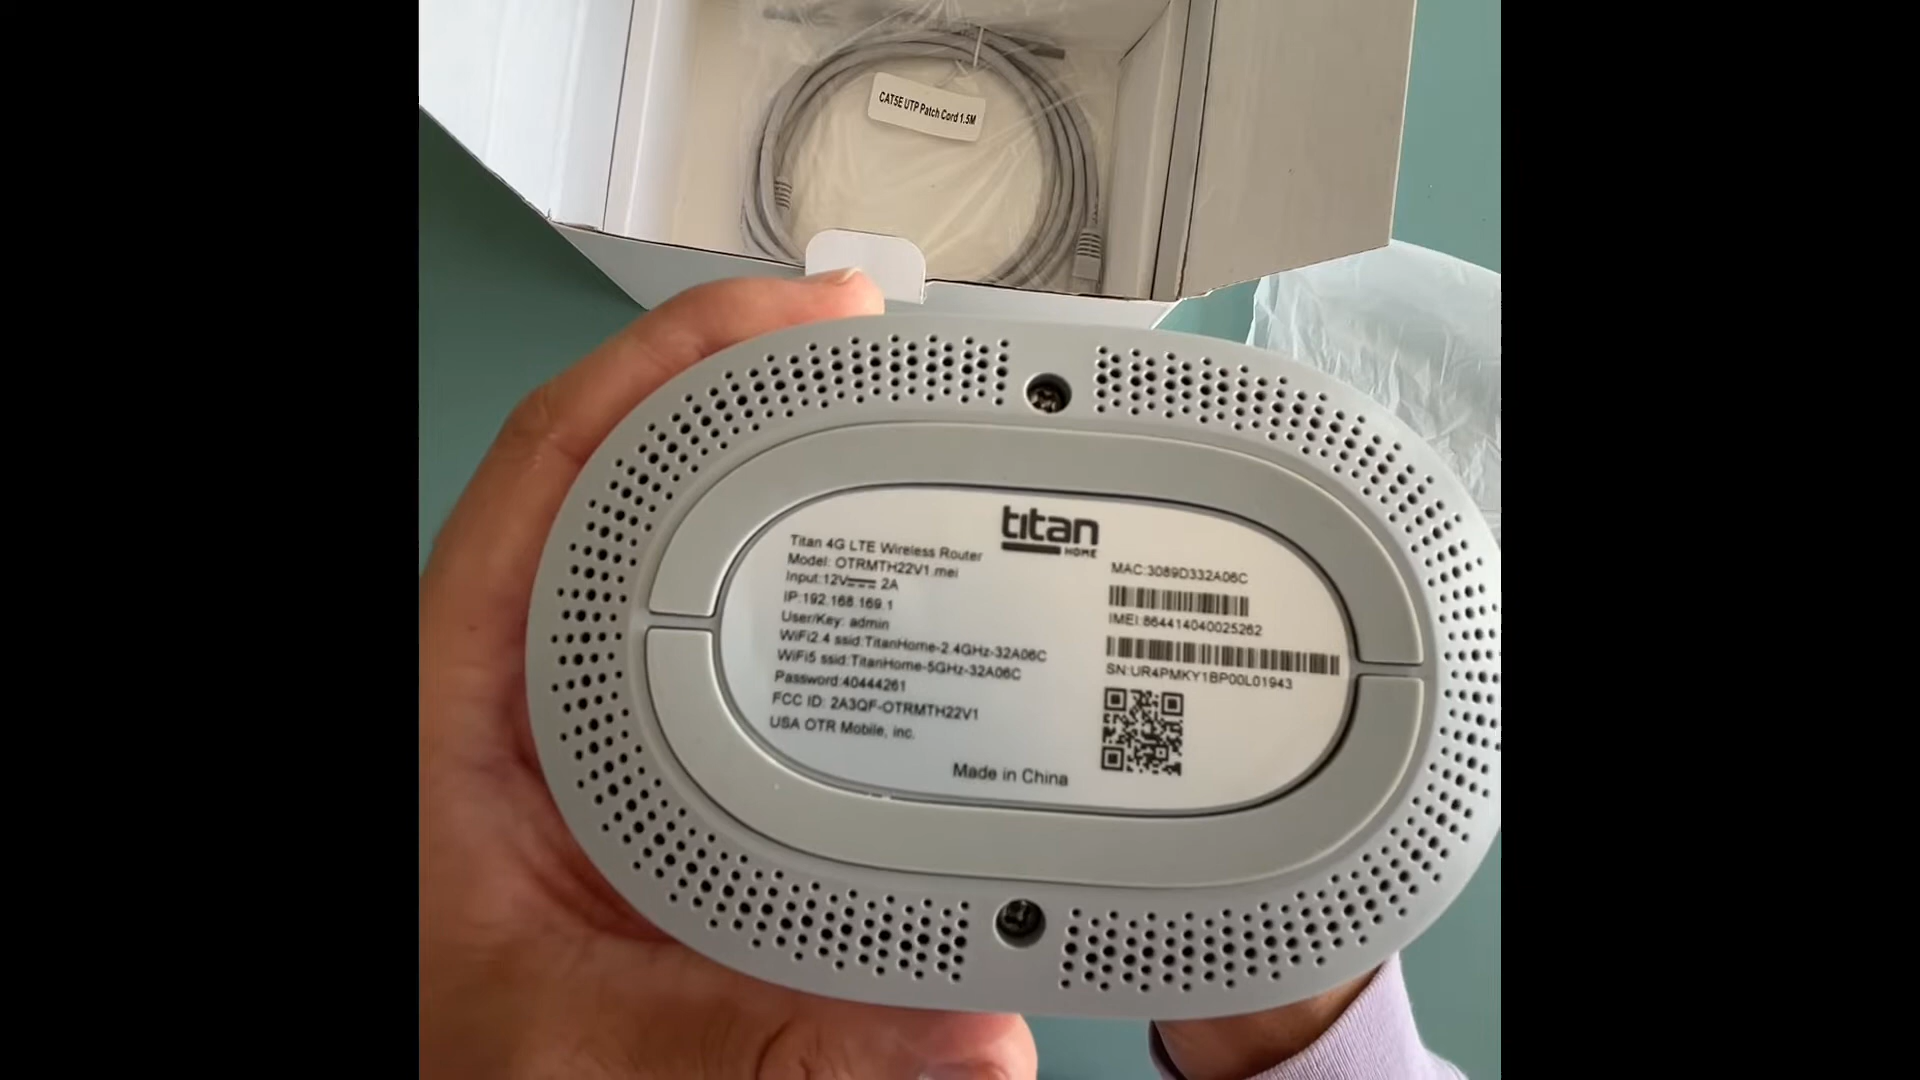 CAT5E UTP Patch Cord 1.5M
titan
HOME
Titan 4G LTE Wireless Router
Model: OTRMTH22V1.mei
Input:12V 2A
IP:192.168.169.1
User/Key: admin
WiFi2.4 ssid:TitanHome-2.4GHz-32A06C
WiFi5 ssid:TitanHome-5GHz-32A06C
Password:40444261
FCC ID: 2A3QF-OTRMTH22V1
USA OTR Mobile, inc.
MAC:3089D332A06C
IMEI:864414040025262
SN:UR4PMKY1BP00L01943
Made in China